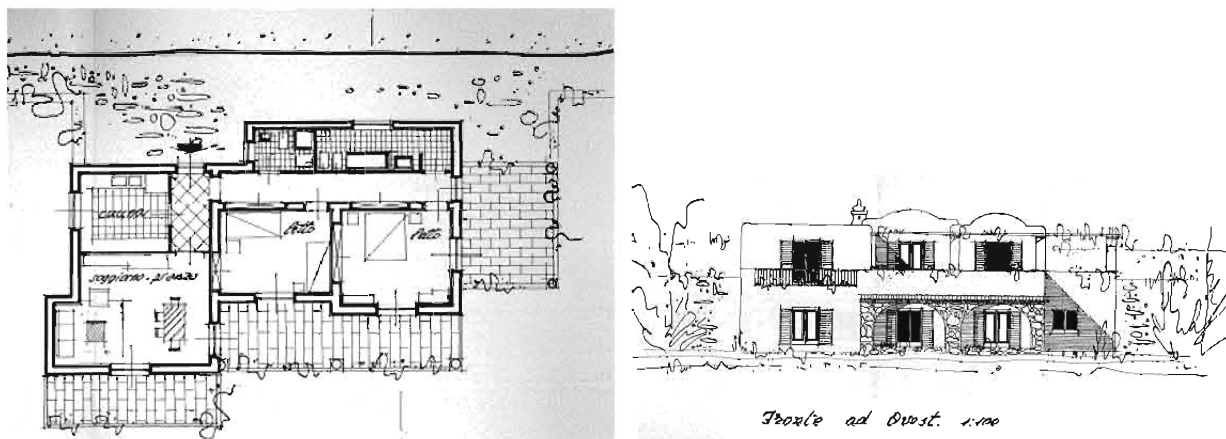 cucina
letto
letto
soggiorno - pranzo
Fronte ad Ovest. 1:100